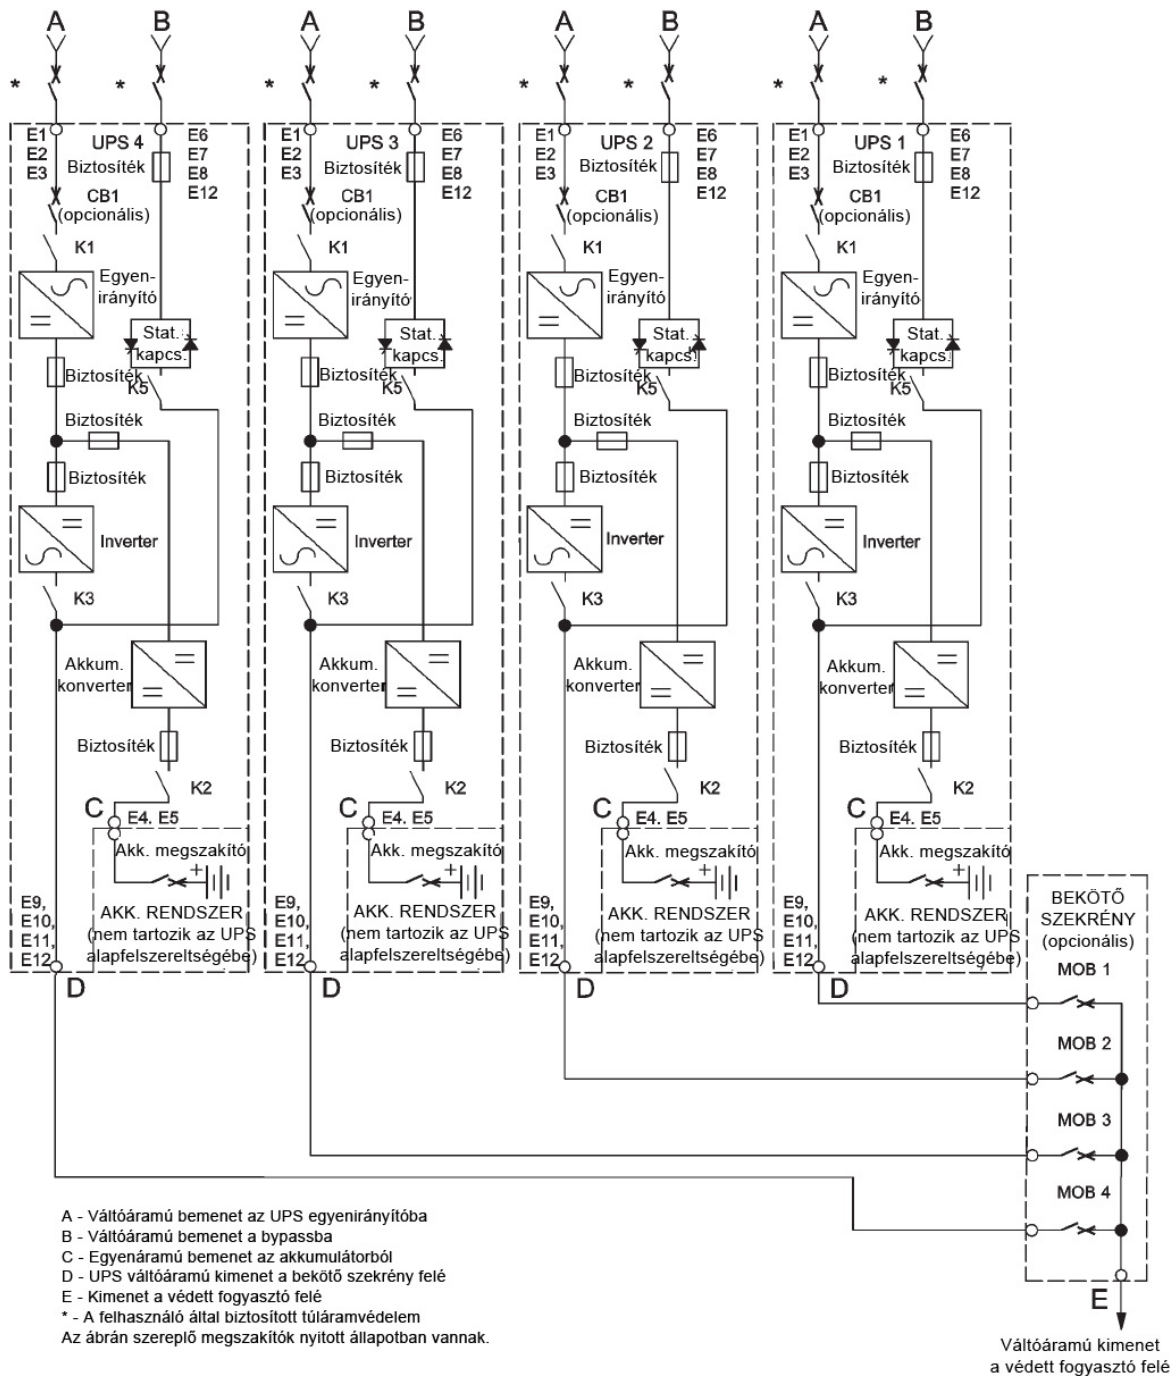 A B A B A B A B
* * * * * * * *
E1 UPS 4 E6 E1 UPS 3 E6 E1 UPS 2 E6 E1 UPS 1 E6
E2 Biztosíték E7 E2 Biztosíték E7 E2 Biztosíték E7 E2 Biztosíték E7
E3 E8 E3 E8 E3 E8 E3 E8
CB1 E12 CB1 E12 CB1 E12 CB1 E12
(opcionális) (opcionális) (opcionális) (opcionális)
K1 K1 K1 K1
Egyen- Egyen- Egyen- Egyen-
irányító irányító irányító irányító
Stat. Stat. Stat. Stat.
kapcs. kapcs. kapcs. kapcs.
Biztosíték Biztosíték Biztosíték Biztosíték
K5 K5 K5 K5
Biztosíték Biztosíték Biztosíték Biztosíték
Biztosíték Biztosíték Biztosíték Biztosíték
Inverter Inverter Inverter Inverter
K3 K3 K3 K3
Akkum. Akkum. Akkum. Akkum.
konverter konverter konverter konverter
Biztosíték Biztosíték Biztosíték Biztosíték
K2 K2 K2 K2
C E4. E5 C E4. E5 C E4. E5 C E4. E5
Akk. megszakító Akk. megszakító Akk. megszakító Akk. megszakító
+ + + +
E9, AKK. RENDSZER E9, AKK. RENDSZER E9, AKK. RENDSZER E9, AKK. RENDSZER
E10, (nem tartozik az UPS E10, (nem tartozik az UPS E10, (nem tartozik az UPS E10, (nem tartozik az UPS
E11, alapfelszereltségébe) E11, alapfelszereltségébe) E11, alapfelszereltségébe) E11, alapfelszereltségébe)
E12 E12 E12 E12
D D D D
BEKÖTŐ
SZEKRÉNY
(opcionális)
MOB 1
MOB 2
MOB 3
MOB 4
A - Váltóáramú bemenet az UPS egyenirányítóba
B - Váltóáramú bemenet a bypassba
C - Egyenáramú bemenet az akkumulátorból
D - UPS váltóáramú kimenet a bekötő szekrény felé
E - Kimenet a védett fogyasztó felé
* - A felhasználó által biztosított túláramvédelem
Az ábrán szereplő megszakítók nyitott állapotban vannak.
E
Váltóáramú kimenet
a védett fogyasztó felé